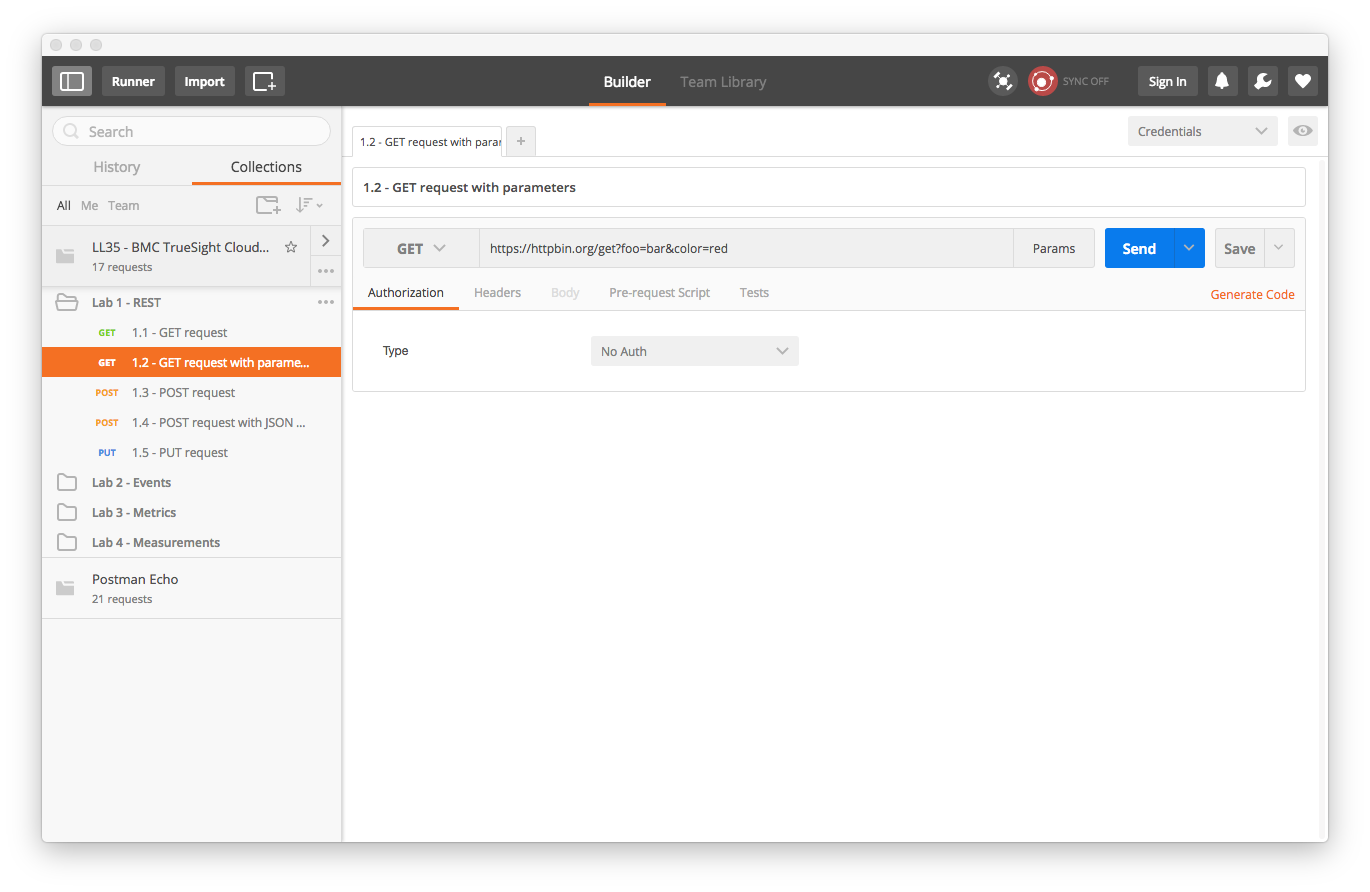 Runner Import Builder Team Library SYNC OFF Sign In
Search
History Collections
All Me Team
LL35 - BMC TrueSight Cloud...
17 requests
Lab 1 - REST
GET 1.1 - GET request
GET 1.2 - GET request with parame...
POST 1.3 - POST request
POST 1.4 - POST request with JSON ...
PUT 1.5 - PUT request
Lab 2 - Events
Lab 3 - Metrics
Lab 4 - Measurements
Postman Echo
21 requests
1.2 - GET request with parar
Credentials
1.2 - GET request with parameters
GET https://httpbin.org/get?foo=bar&color=red Params Send Save
Authorization Headers Body Pre-request Script Tests Generate Code
Type No Auth